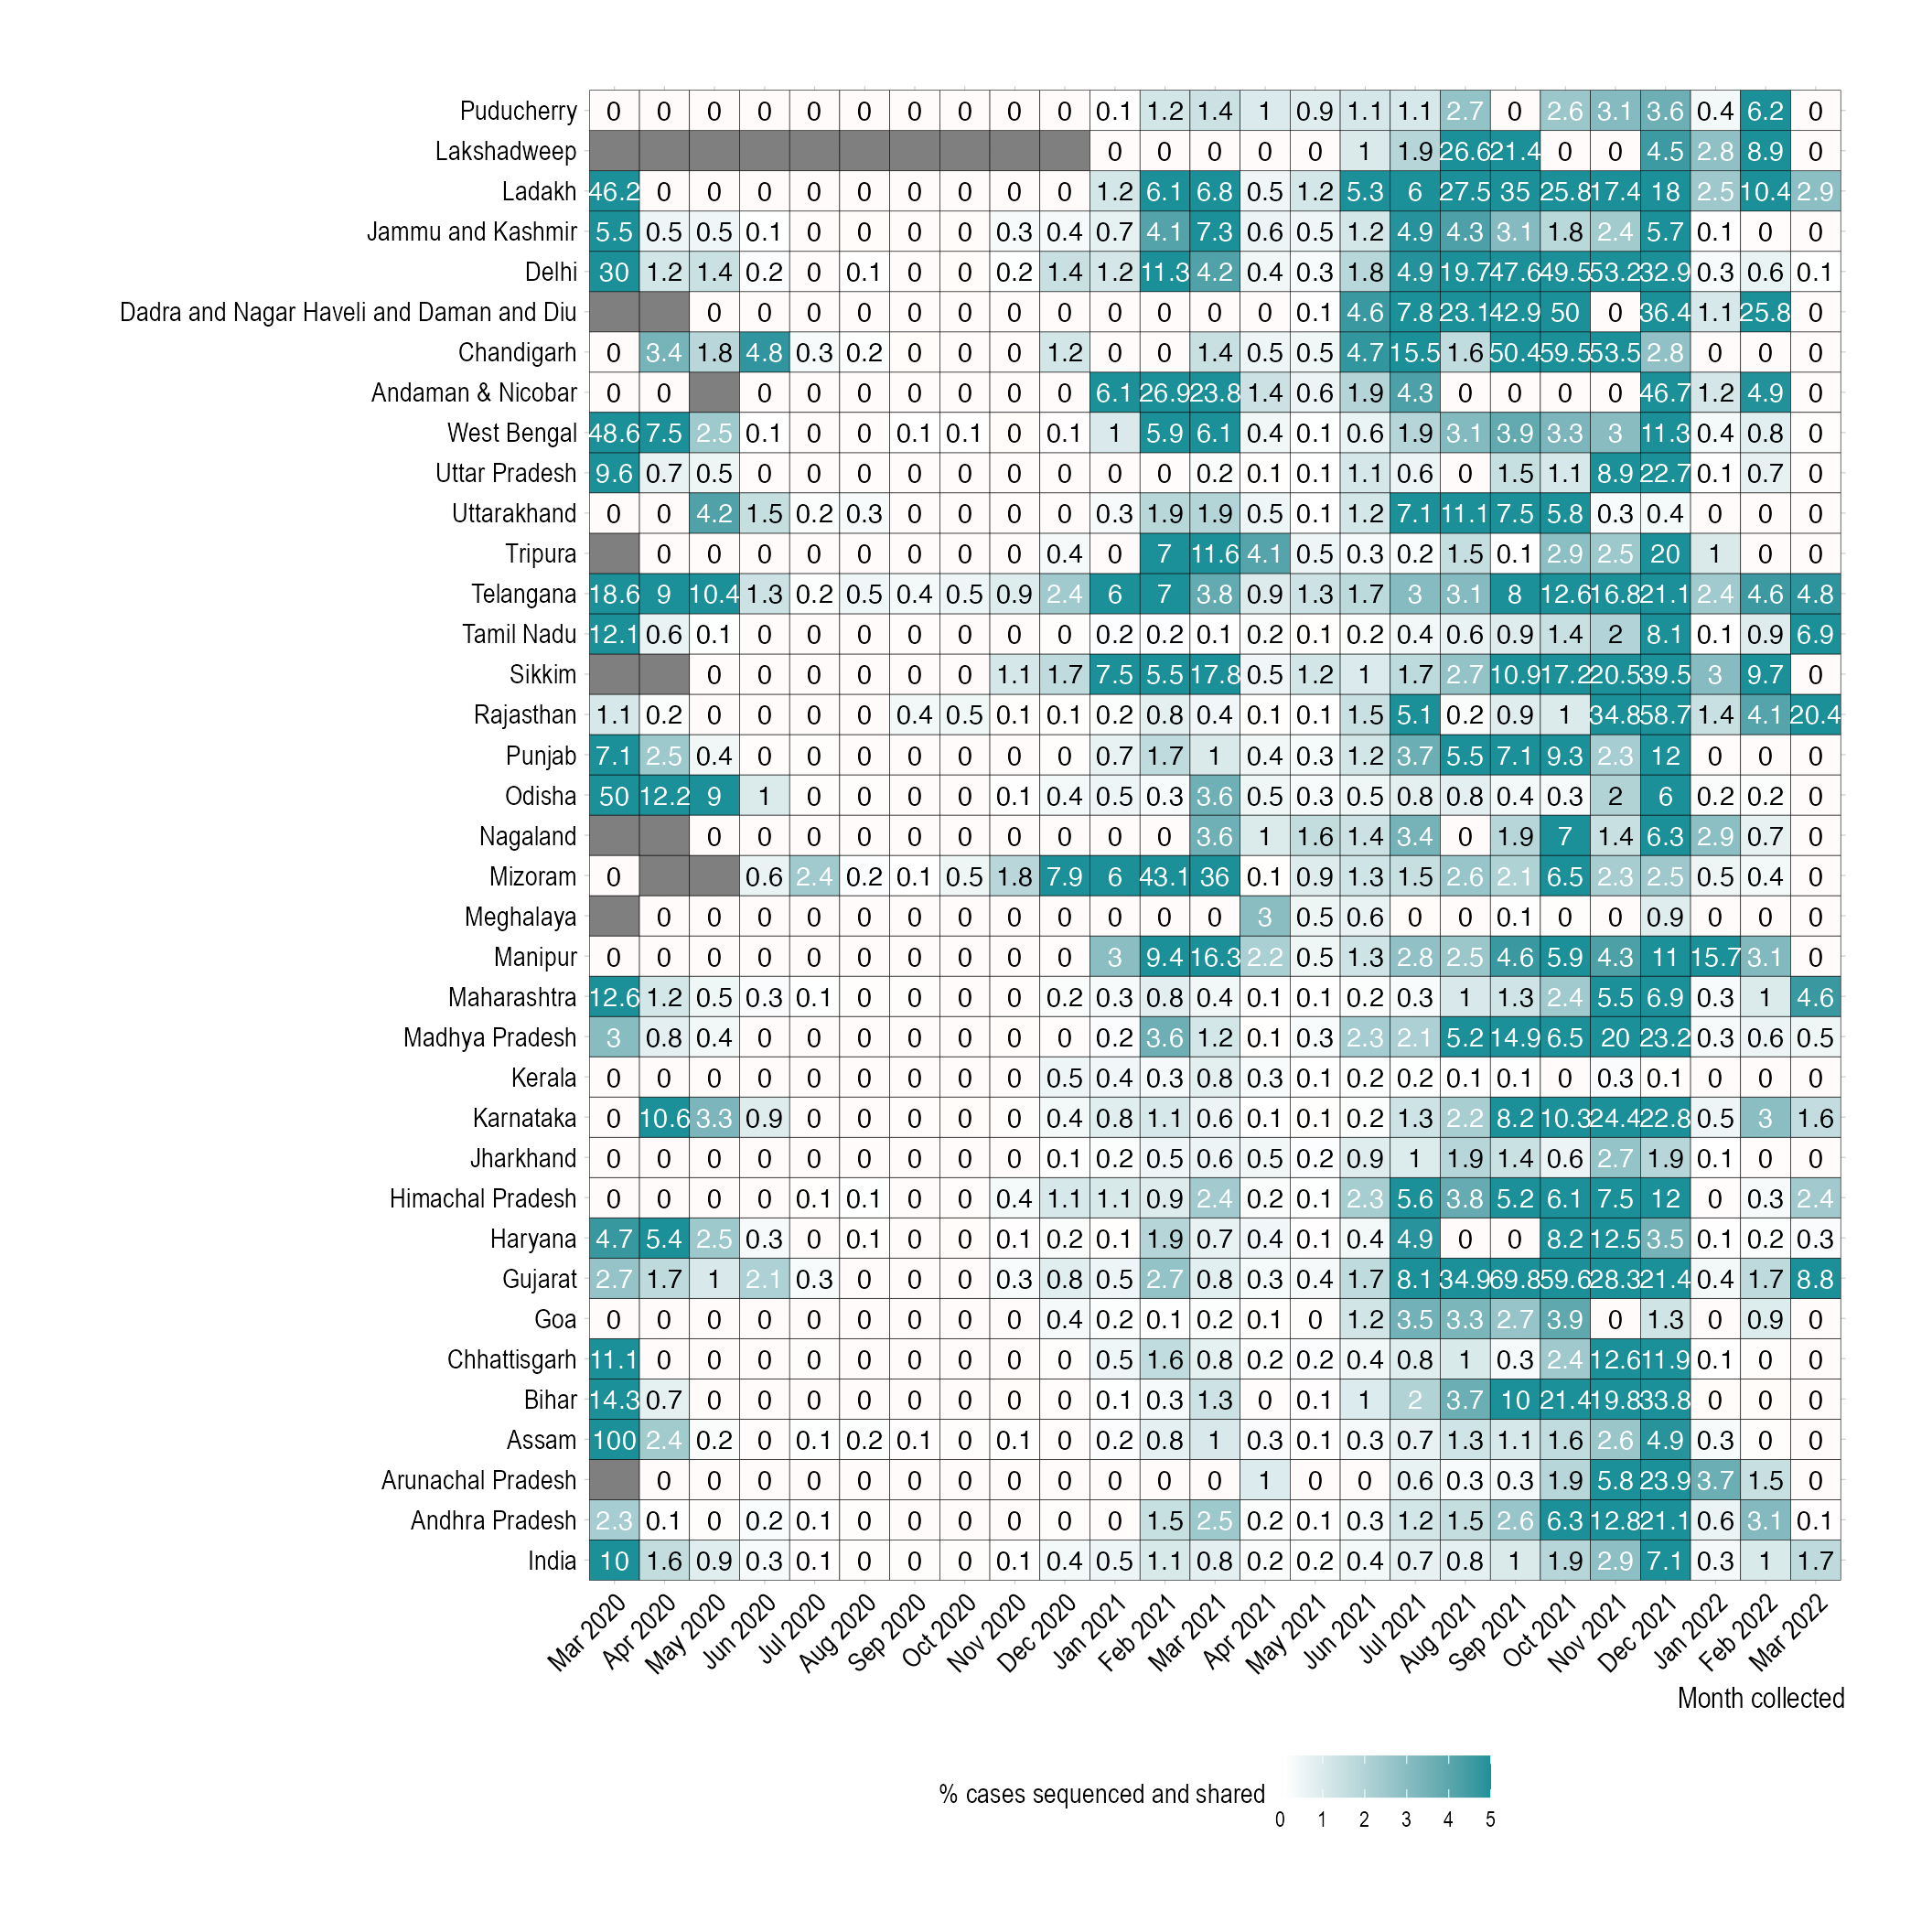 Puducherry 0 0 0 0 0 0 0 0 0 0 0.1 1.2 1.4 1 0.9 1.1 1.1 2.7 0 2.6 3.1 3.6 0.4 6.2 0
Lakshadweep 0 0 0 0 0 1 1.9 26.6 21.4 0 0 4.5 2.8 8.9 0
Ladakh 46.2 0 0 0 0 0 0 0 0 0 1.2 6.1 6.8 0.5 1.2 5.3 6 27.5 35 25.8 17.4 18 2.5 10.4 2.9
Jammu and Kashmir 5.5 0.5 0.5 0.1 0 0 0 0 0.3 0.4 0.7 4.1 7.3 0.6 0.5 1.2 4.9 4.3 3.1 1.8 2.4 5.7 0.1 0 0
Delhi 30 1.2 1.4 0.2 0 0.1 0 0 0.2 1.4 1.2 11.3 4.2 0.4 0.3 1.8 4.9 19.7 47.6 49.5 53.2 32.9 0.3 0.6 0.1
Dadra and Nagar Haveli and Daman and Diu 0 0 0 0 0 0 0 0 0 0 0 0 0.1 4.6 7.8 23.1 42.9 50 0 36.4 1.1 25.8 0
Chandigarh 0 3.4 1.8 4.8 0.3 0.2 0 0 0 1.2 0 0 1.4 0.5 0.5 4.7 15.5 1.6 50.4 59.5 53.5 2.8 0 0 0
Andaman & Nicobar 0 0 0 0 0 0 0 0 0 6.1 26.9 23.8 1.4 0.6 1.9 4.3 0 0 0 0 46.7 1.2 4.9 0
West Bengal 48.6 7.5 2.5 0.1 0 0 0.1 0.1 0 0.1 1 5.9 6.1 0.4 0.1 0.6 1.9 3.1 3.9 3.3 3 11.3 0.4 0.8 0
Uttar Pradesh 9.6 0.7 0.5 0 0 0 0 0 0 0 0 0 0.2 0.1 0.1 1.1 0.6 0 1.5 1.1 8.9 22.7 0.1 0.7 0
Uttarakhand 0 0 4.2 1.5 0.2 0.3 0 0 0 0 0.3 1.9 1.9 0.5 0.1 1.2 7.1 11.1 7.5 5.8 0.3 0.4 0 0 0
Tripura 0 0 0 0 0 0 0 0 0.4 0 7 11.6 4.1 0.5 0.3 0.2 1.5 0.1 2.9 2.5 20 1 0 0
Telangana 18.6 9 10.4 1.3 0.2 0.5 0.4 0.5 0.9 2.4 6 7 3.8 0.9 1.3 1.7 3 3.1 8 12.6 16.8 21.1 2.4 4.6 4.8
Tamil Nadu 12.1 0.6 0.1 0 0 0 0 0 0 0 0.2 0.2 0.1 0.2 0.1 0.2 0.4 0.6 0.9 1.4 2 8.1 0.1 0.9 6.9
Sikkim 0 0 0 0 0 0 1.1 1.7 7.5 5.5 17.8 0.5 1.2 1 1.7 2.7 10.9 17.2 20.5 39.5 3 9.7 0
Rajasthan 1.1 0.2 0 0 0 0 0.4 0.5 0.1 0.1 0.2 0.8 0.4 0.1 0.1 1.5 5.1 0.2 0.9 1 34.8 58.7 1.4 4.1 20.4
Punjab 7.1 2.5 0.4 0 0 0 0 0 0 0 0.7 1.7 1 0.4 0.3 1.2 3.7 5.5 7.1 9.3 2.3 12 0 0 0
Odisha 50 12.2 9 1 0 0 0 0 0.1 0.4 0.5 0.3 3.6 0.5 0.3 0.5 0.8 0.8 0.4 0.3 2 6 0.2 0.2 0
Nagaland 0 0 0 0 0 0 0 0 0 0 3.6 1 1.6 1.4 3.4 0 1.9 7 1.4 6.3 2.9 0.7 0
Mizoram 0 0.6 2.4 0.2 0.1 0.5 1.8 7.9 6 43.1 36 0.1 0.9 1.3 1.5 2.6 2.1 6.5 2.3 2.5 0.5 0.4 0
Meghalaya 0 0 0 0 0 0 0 0 0 0 0 0 3 0.5 0.6 0 0 0.1 0 0 0.9 0 0 0
Manipur 0 0 0 0 0 0 0 0 0 0 3 9.4 16.3 2.2 0.5 1.3 2.8 2.5 4.6 5.9 4.3 11 15.7 3.1 0
Maharashtra 12.6 1.2 0.5 0.3 0.1 0 0 0 0 0.2 0.3 0.8 0.4 0.1 0.1 0.2 0.3 1 1.3 2.4 5.5 6.9 0.3 1 4.6
Madhya Pradesh 3 0.8 0.4 0 0 0 0 0 0 0 0.2 3.6 1.2 0.1 0.3 2.3 2.1 5.2 14.9 6.5 20 23.2 0.3 0.6 0.5
Kerala 0 0 0 0 0 0 0 0 0 0.5 0.4 0.3 0.8 0.3 0.1 0.2 0.2 0.1 0.1 0 0.3 0.1 0 0 0
Karnataka 0 10.6 3.3 0.9 0 0 0 0 0 0.4 0.8 1.1 0.6 0.1 0.1 0.2 1.3 2.2 8.2 10.3 24.4 22.8 0.5 3 1.6
Jharkhand 0 0 0 0 0 0 0 0 0 0.1 0.2 0.5 0.6 0.5 0.2 0.9 1 1.9 1.4 0.6 2.7 1.9 0.1 0 0
Himachal Pradesh 0 0 0 0 0.1 0.1 0 0 0.4 1.1 1.1 0.9 2.4 0.2 0.1 2.3 5.6 3.8 5.2 6.1 7.5 12 0 0.3 2.4
Haryana 4.7 5.4 2.5 0.3 0 0.1 0 0 0.1 0.2 0.1 1.9 0.7 0.4 0.1 0.4 4.9 0 0 8.2 12.5 3.5 0.1 0.2 0.3
Gujarat 2.7 1.7 1 2.1 0.3 0 0 0 0.3 0.8 0.5 2.7 0.8 0.3 0.4 1.7 8.1 34.9 69.8 59.6 28.3 21.4 0.4 1.7 8.8
Goa 0 0 0 0 0 0 0 0 0 0.4 0.2 0.1 0.2 0.1 0 1.2 3.5 3.3 2.7 3.9 0 1.3 0 0.9 0
Chhattisgarh 11.1 0 0 0 0 0 0 0 0 0 0.5 1.6 0.8 0.2 0.2 0.4 0.8 1 0.3 2.4 12.6 11.9 0.1 0 0
Bihar 14.3 0.7 0 0 0 0 0 0 0 0 0.1 0.3 1.3 0 0.1 1 2 3.7 10 21.4 19.8 33.8 0 0 0
Assam 100 2.4 0.2 0 0.1 0.2 0.1 0 0.1 0 0.2 0.8 1 0.3 0.1 0.3 0.7 1.3 1.1 1.6 2.6 4.9 0.3 0 0
Arunachal Pradesh 0 0 0 0 0 0 0 0 0 0 0 0 1 0 0 0.6 0.3 0.3 1.9 5.8 23.9 3.7 1.5 0
Andhra Pradesh 2.3 0.1 0 0.2 0.1 0 0 0 0 0 0 1.5 2.5 0.2 0.1 0.3 1.2 1.5 2.6 6.3 12.8 21.1 0.6 3.1 0.1
India 10 1.6 0.9 0.3 0.1 0 0 0 0.1 0.4 0.5 1.1 0.8 0.2 0.2 0.4 0.7 0.8 1 1.9 2.9 7.1 0.3 1 1.7
Mar 2020 Apr 2020 May 2020 Jun 2020 Jul 2020 Aug 2020 Sep 2020 Oct 2020 Nov 2020 Dec 2020 Jan 2021 Feb 2021 Mar 2021 Apr 2021 May 2021 Jun 2021 Jul 2021 Aug 2021 Sep 2021 Oct 2021 Nov 2021 Dec 2021 Jan 2022 Feb 2022 Mar 2022
Month collected
% cases sequenced and shared
0 1 2 3 4 5